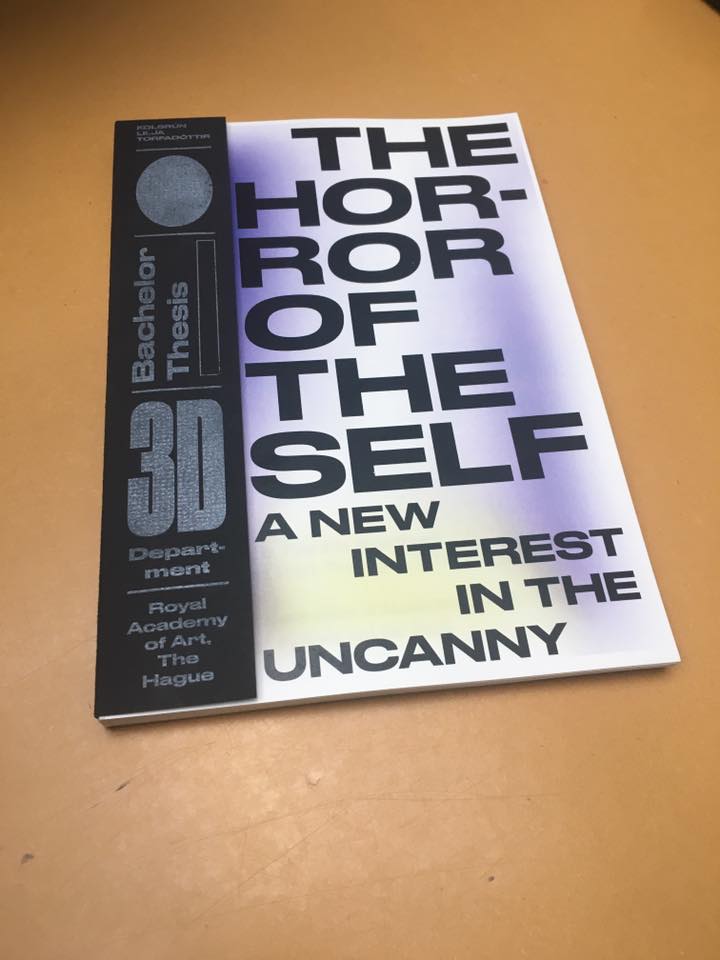 KOLBRÚN
LILJA
TORFADÓTTIR
Bachelor
Thesis
3D
Depart-
ment
Royal
Academy
of Art,
The
Hague
THE
HOR-
ROR
OF
THE
SELF
A NEW
INTEREST
IN THE
UNCANNY